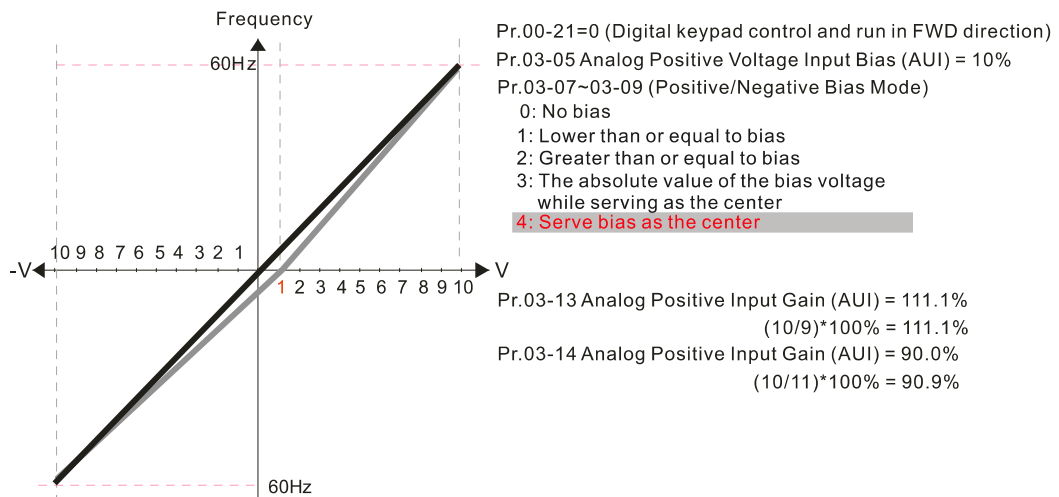 Frequency
60Hz
10 9 8 7 6 5 4 3 2 1
-V
V
1 2 3 4 5 6 7 8 9 10
60Hz
Pr.00-21=0 (Digital keypad control and run in FWD direction)
Pr.03-05 Analog Positive Voltage Input Bias (AUI) = 10%
Pr.03-07~03-09 (Positive/Negative Bias Mode)
0: No bias
1: Lower than or equal to bias
2: Greater than or equal to bias
3: The absolute value of the bias voltage
while serving as the center
4: Serve bias as the center
Pr.03-13 Analog Positive Input Gain (AUI) = 111.1%
(10/9)*100% = 111.1%
Pr.03-14 Analog Positive Input Gain (AUI) = 90.0%
(10/11)*100% = 90.9%